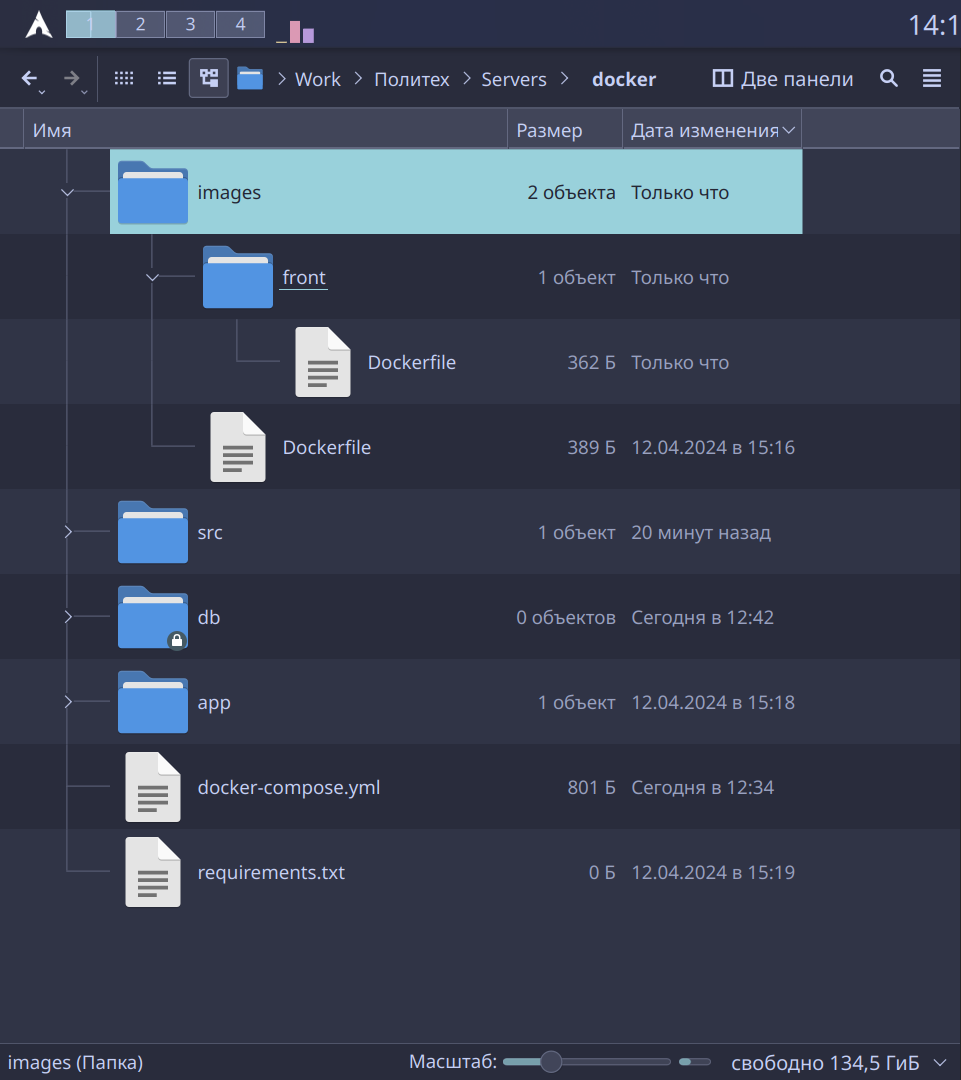 1 2 3 4 14:1
Work Политех Servers docker Две панели
Имя Размер Дата изменения
images 2 объекта Только что
front 1 объект Только что
Dockerfile 362 Б Только что
Dockerfile 389 Б 12.04.2024 в 15:16
src 1 объект 20 минут назад
db 0 объектов Сегодня в 12:42
app 1 объект 12.04.2024 в 15:18
docker-compose.yml 801 Б Сегодня в 12:34
requirements.txt 0 Б 12.04.2024 в 15:19
images (Папка) Масштаб: свободно 134,5 ГиБ